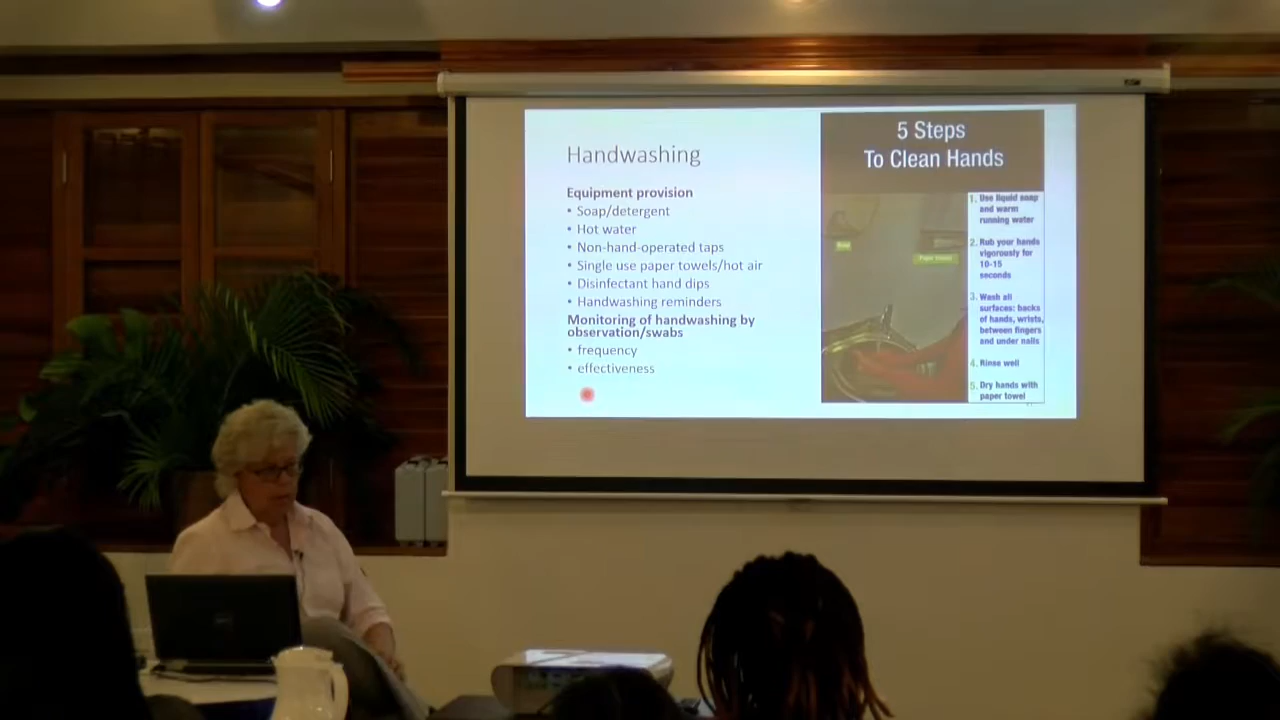 Handwashing
Equipment provision
• Soap/detergent
• Hot water
• Non-hand-operated taps
• Single use paper towels/hot air
• Disinfectant hand dips
• Handwashing reminders
Monitoring of handwashing by
observation/swabs
• frequency
• effectiveness
5 Steps
To Clean Hands
1. Use liquid soap
and warm
running water
2. Rub your hands
vigorously for
10-15
seconds
3. Wash all
surfaces: backs
of hands, wrists,
between fingers
and under nails
4. Rinse well
5. Dry hands with
paper towel